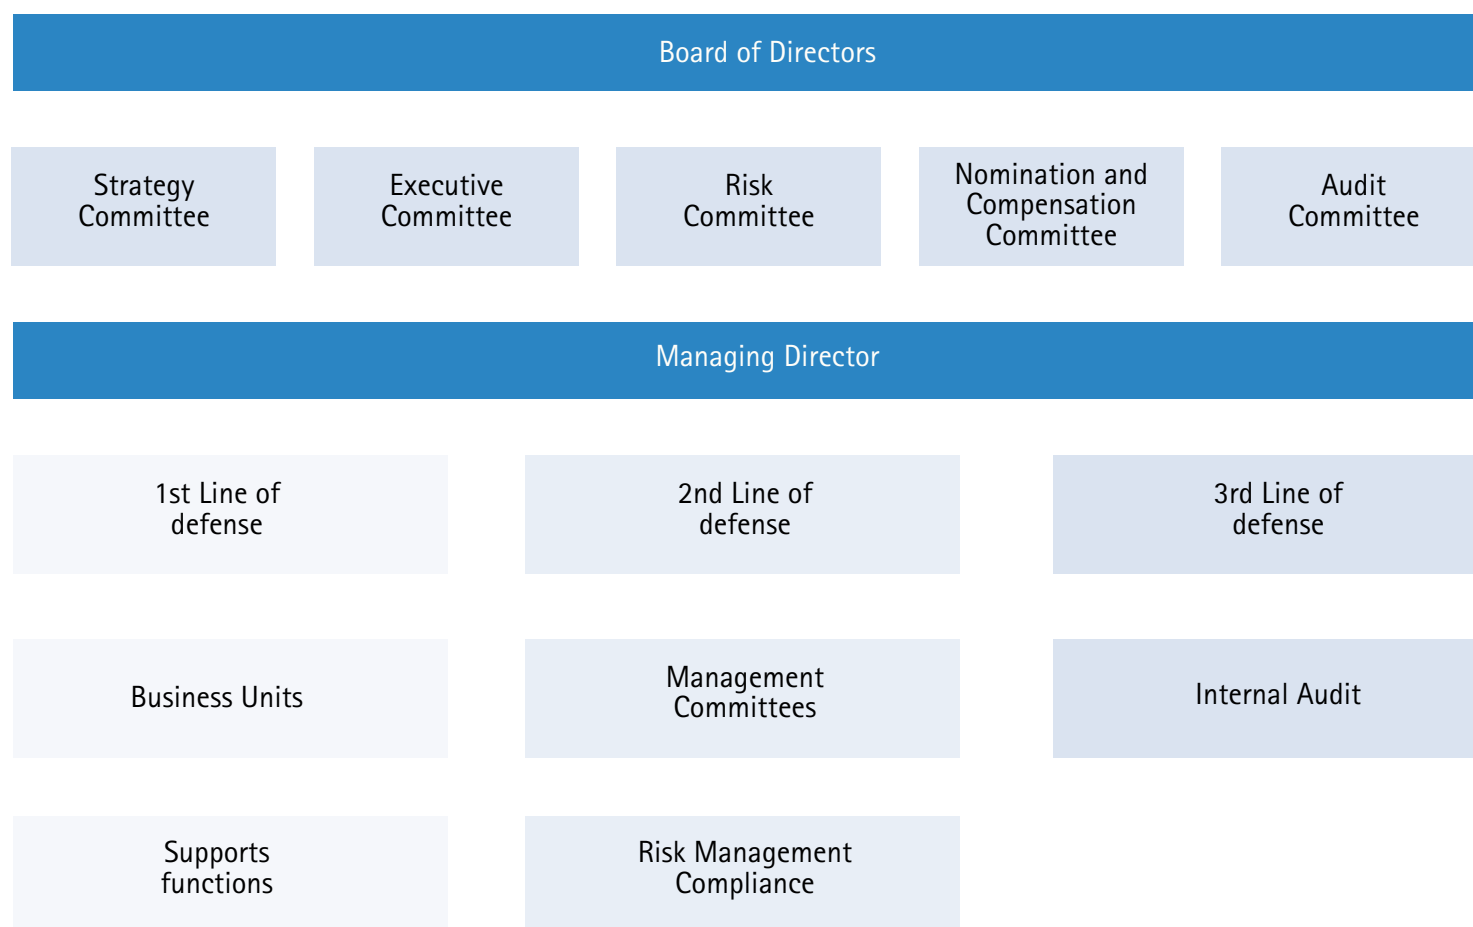 Board of Directors
Strategy
Committee
Executive
Committee
Risk
Committee
Nomination and
Compensation
Committee
Audit
Committee
Managing Director
1st Line of
defense
2nd Line of
defense
3rd Line of
defense
Business Units
Management
Committees
Internal Audit
Supports
functions
Risk Management
Compliance